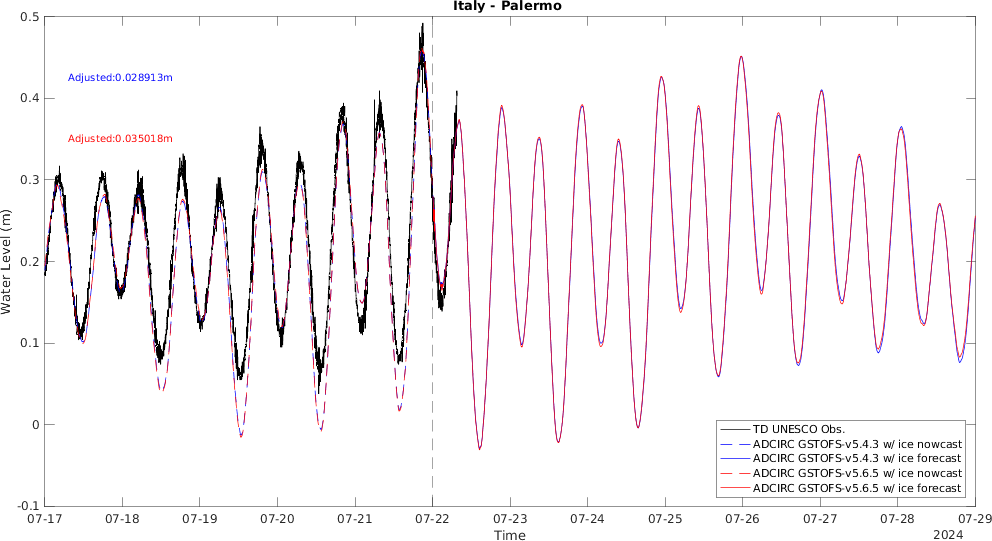 Italy - Palermo
0.5
0.4
0.3
0.2
0.1
0
-0.1
Water Level (m)
Adjusted:0.028913m
Adjusted:0.035018m
TD UNESCO Obs.
ADCIRC GSTOFS-v5.4.3 w/ ice nowcast
ADCIRC GSTOFS-v5.4.3 w/ ice forecast
ADCIRC GSTOFS-v5.6.5 w/ ice nowcast
ADCIRC GSTOFS-v5.6.5 w/ ice forecast
07-17 07-18 07-19 07-20 07-21 07-22 07-23 07-24 07-25 07-26 07-27 07-28 07-29
Time
2024